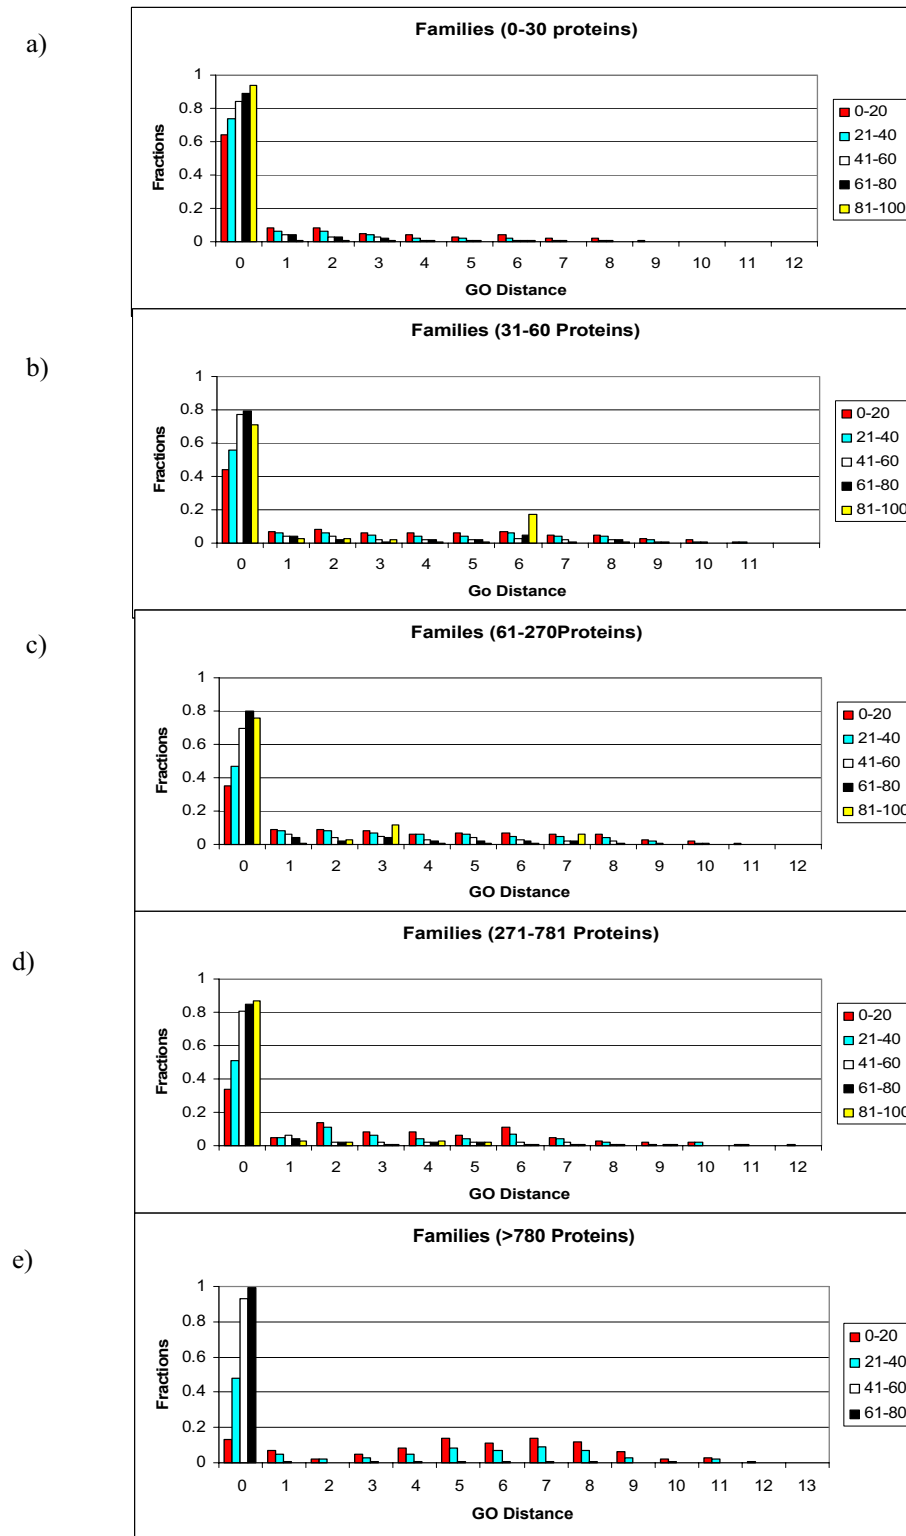 a)
Families (0-30 proteins)
Fractions
1
0.8
0.6
0.4
0.2
0
0 1 2 3 4 5 6 7 8 9 10 11 12
GO Distance
0-20
21-40
41-60
61-80
81-100
b)
Families (31-60 Proteins)
Fractions
1
0.8
0.6
0.4
0.2
0
0 1 2 3 4 5 6 7 8 9 10 11
Go Distance
0-20
21-40
41-60
61-80
81-100
c)
Familes (61-270Proteins)
Fractions
1
0.8
0.6
0.4
0.2
0
0 1 2 3 4 5 6 7 8 9 10 11 12
GO Distance
0-20
21-40
41-60
61-80
81-100
d)
Families (271-781 Proteins)
Fractions
1
0.8
0.6
0.4
0.2
0
0 1 2 3 4 5 6 7 8 9 10 11 12
GO Distance
0-20
21-40
41-60
61-80
81-100
e)
Families (>780 Proteins)
Fractions
1
0.8
0.6
0.4
0.2
0
0 1 2 3 4 5 6 7 8 9 10 11 12 13
GO Distance
0-20
21-40
41-60
61-80